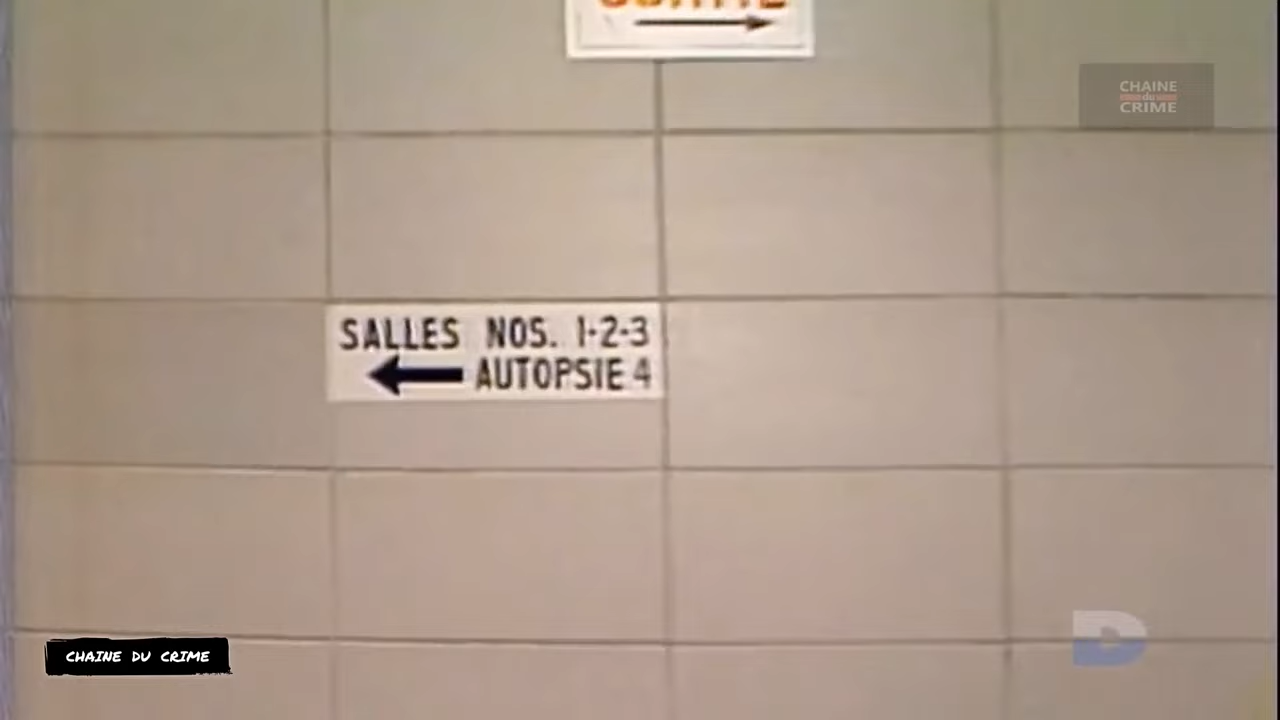 CHAINE
du
CRIME
SALLES NOS. 1-2-3
AUTOPSIE 4
CHAINE DU CRIME